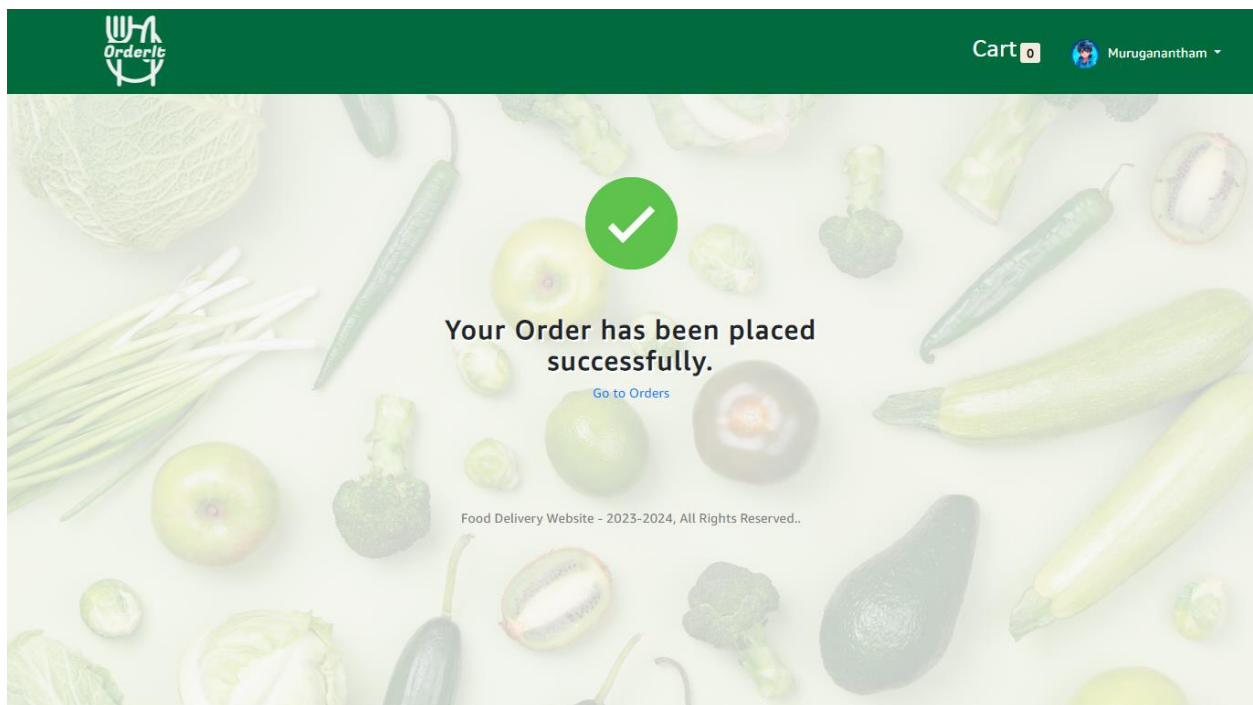 OrderIt
Cart 0
Muruganantham
Your Order has been placed
successfully.
Go to Orders
Food Delivery Website - 2023-2024, All Rights Reserved..